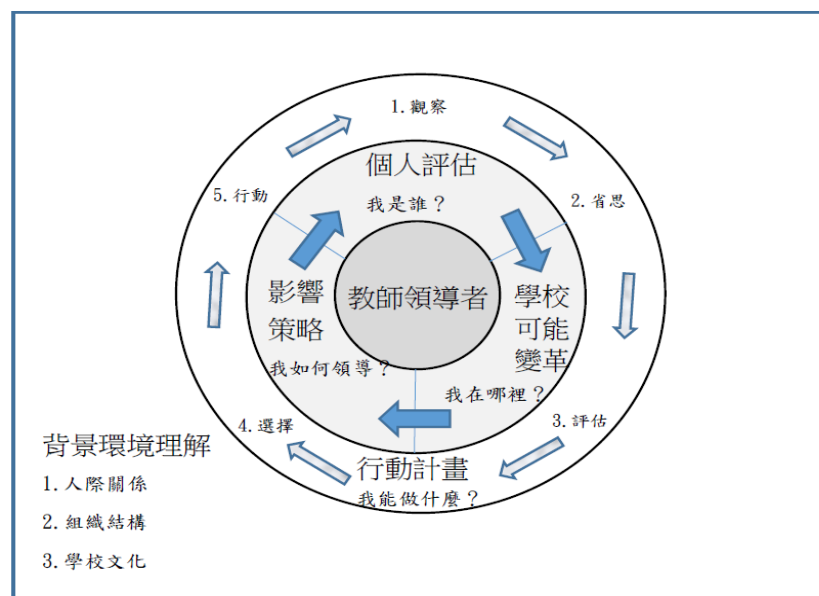 1.觀察
個人評估
我是誰？
2.省思
5.行動
教師領導者
影響
策略
我如何領導？
學校
可能
變革
我在哪裡？
3.評估
4.選擇
行動計畫
我能做什麼？
背景環境理解
1.人際關係
2.組織結構
3.學校文化